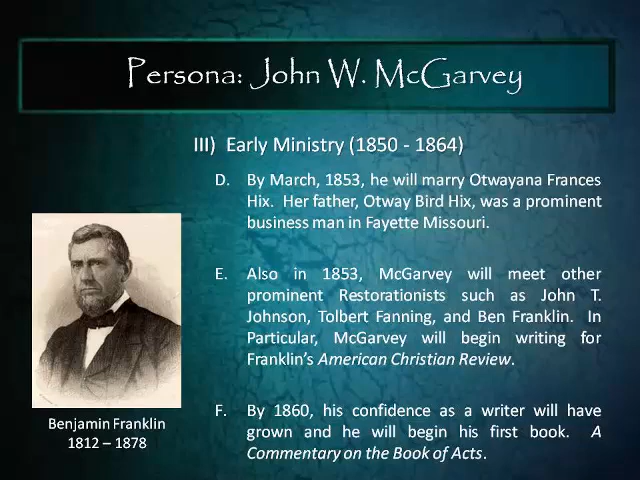 Persona: John W. McGarvey
III) Early Ministry (1850 - 1864)
D. By March, 1853, he will marry Otwayana Frances
Hix. Her father, Otway Bird Hix, was a prominent
business man in Fayette Missouri.
E. Also in 1853, McGarvey will meet other
prominent Restorationists such as John T.
Johnson, Tolbert Fanning, and Ben Franklin. In
Particular, McGarvey will begin writing for
Franklin's American Christian Review.
F. By 1860, his confidence as a writer will have
grown and he will begin his first book. A
Commentary on the Book of Acts.
Benjamin Franklin
1812 – 1878